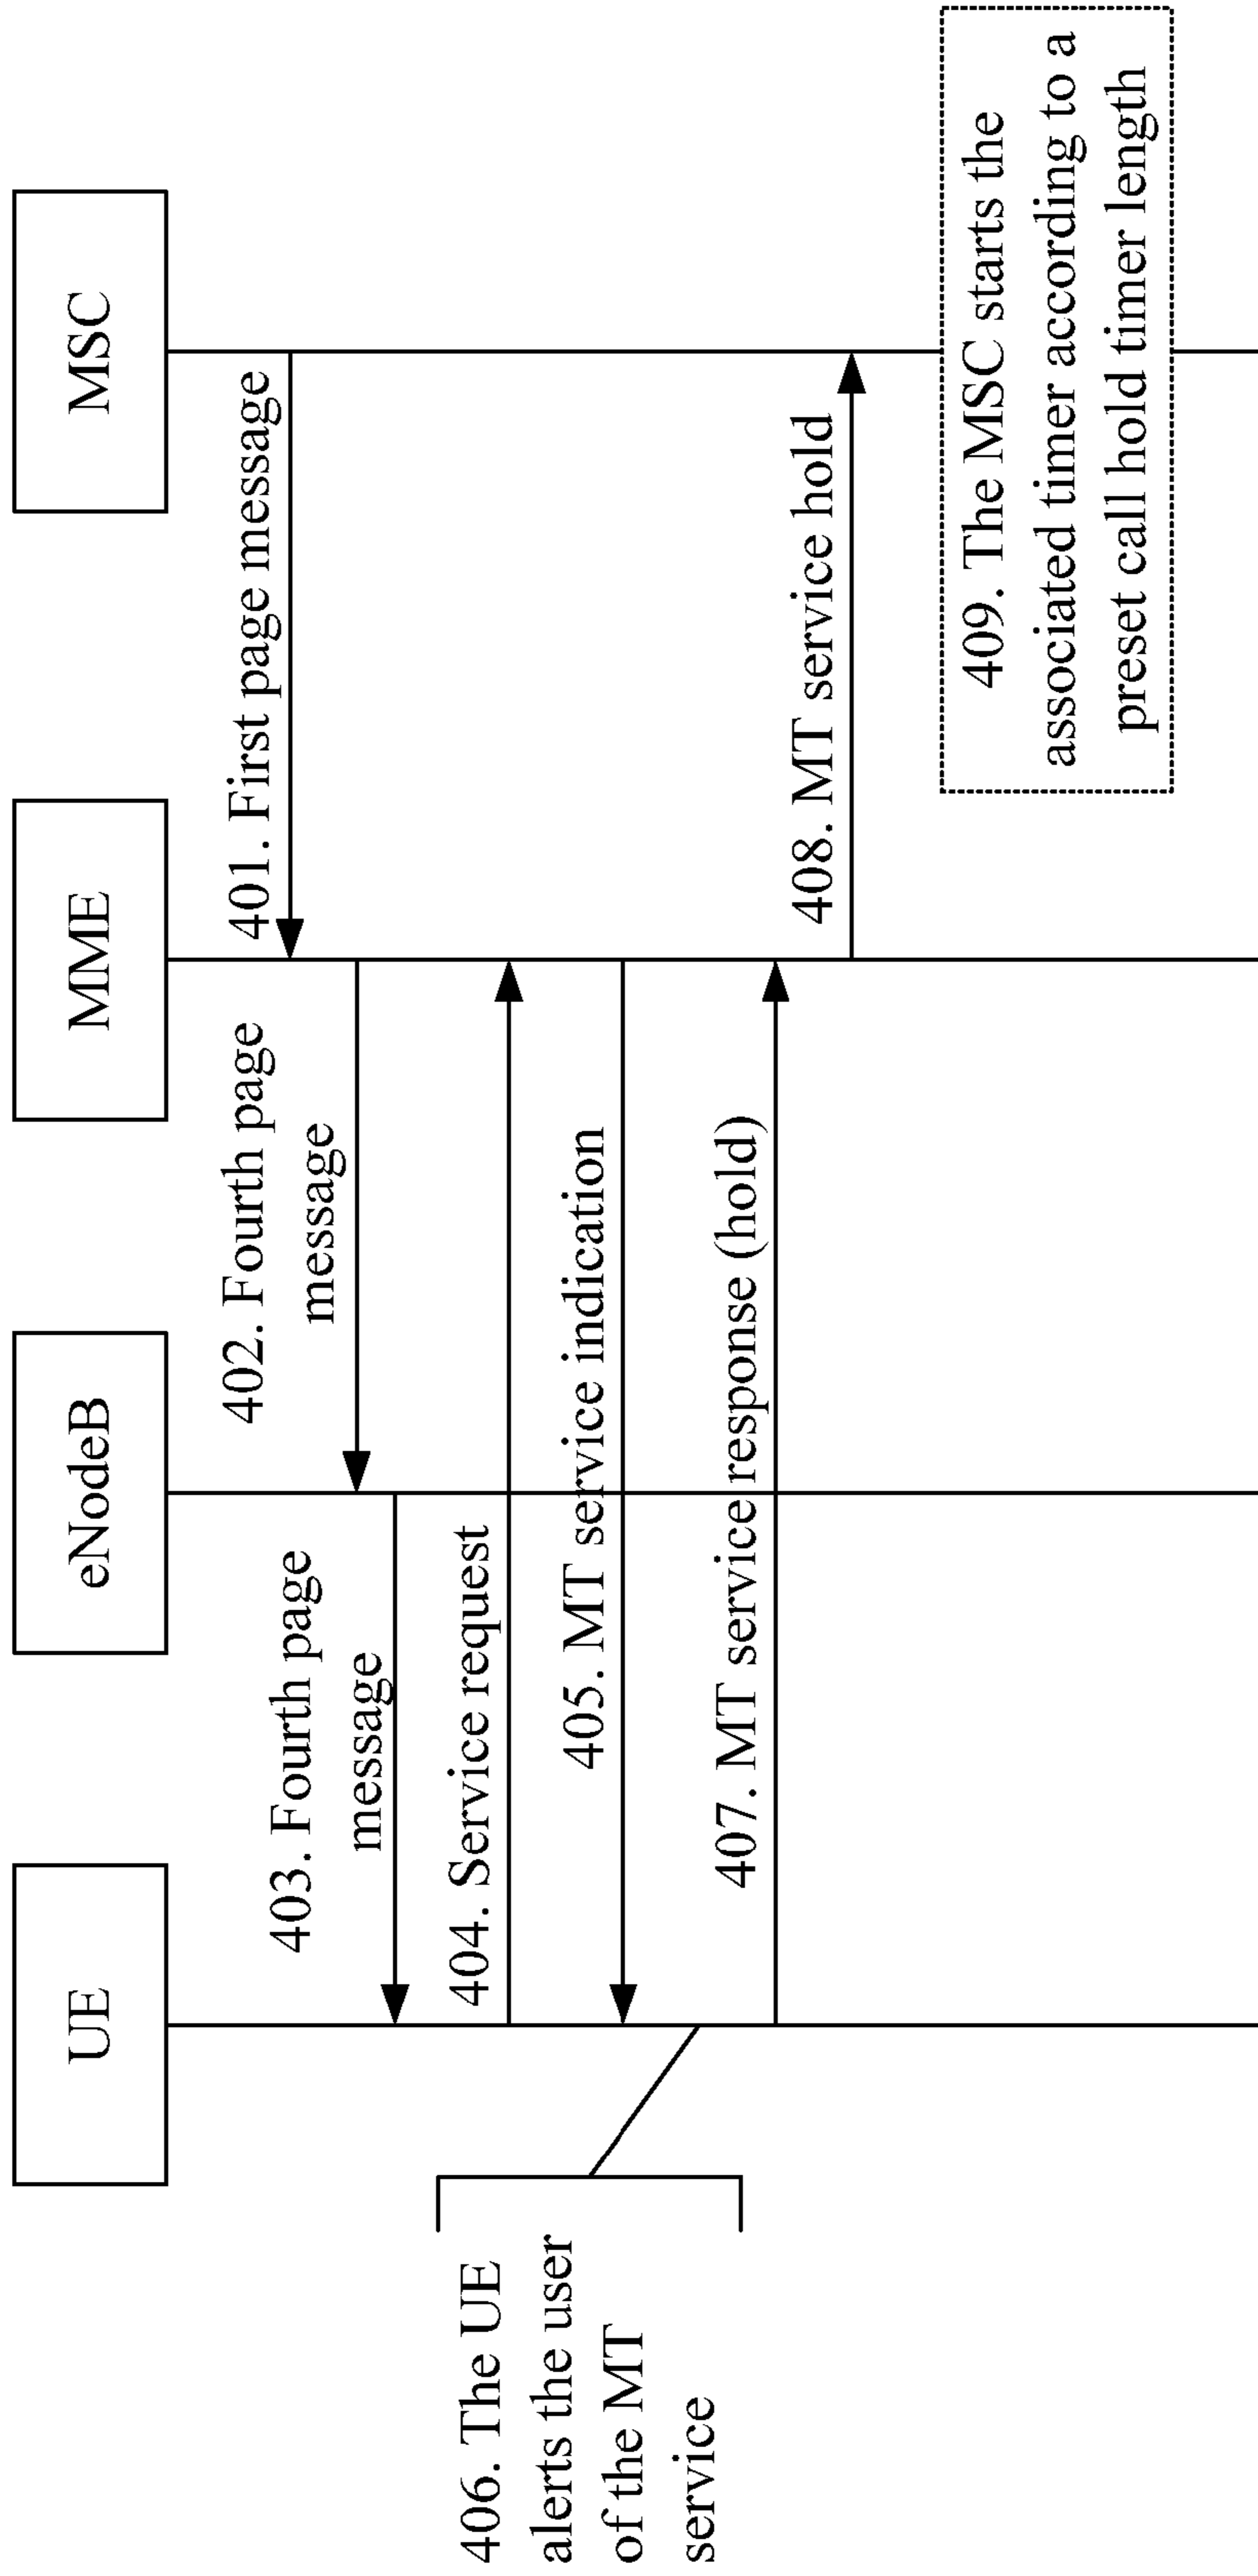 UE
eNodeB
MME
MSC
401. First page message
402. Fourth page
message
403. Fourth page
message
404. Service request
405. MT service indication
406. The UE
alerts the user
of the MT
service
407. MT service response (hold)
408. MT service hold
409. The MSC starts the
associated timer according to a
preset call hold timer length